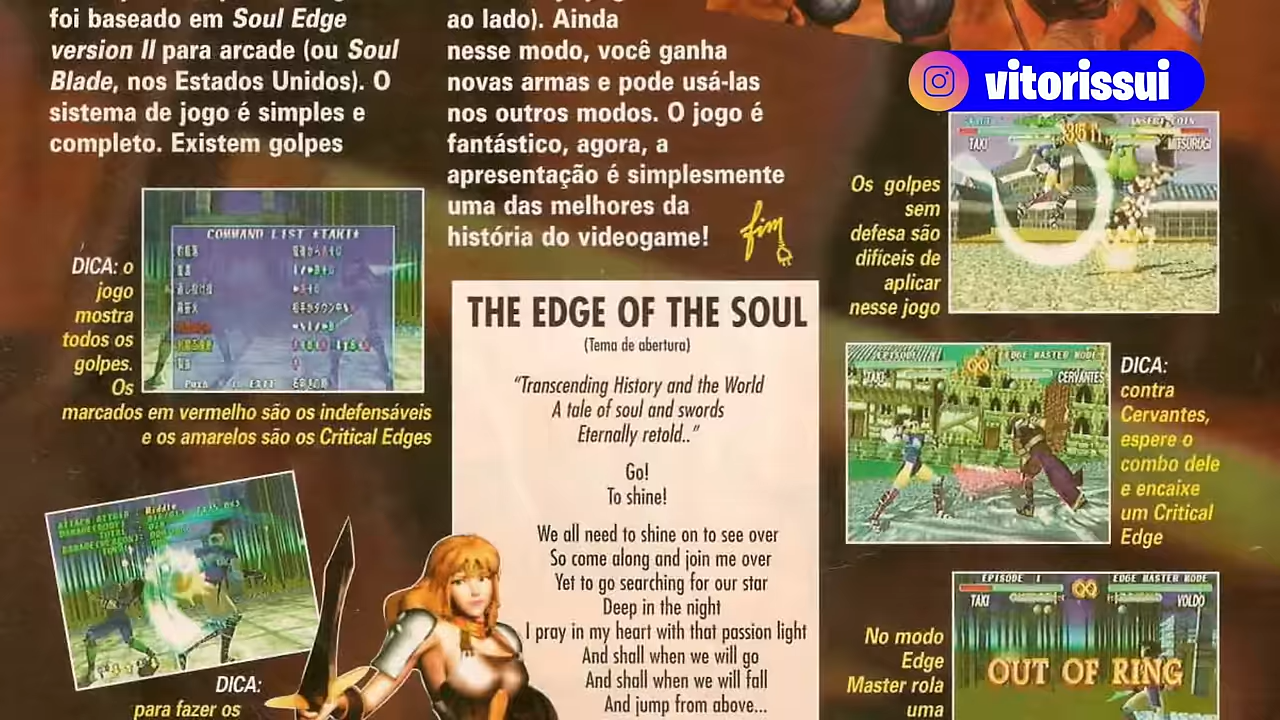 foi baseado em Soul Edge
version II para arcade (ou Soul
Blade, nos Estados Unidos). O
sistema de jogo é simples e
completo. Existem golpes
ao lado). Ainda
nesse modo, você ganha
novas armas e pode usá-las
nos outros modos. O jogo é
fantástico, agora, a
apresentação é simplesmente
uma das melhores da
história do videogame!
fim
vitorissui
INSERT COIN
TAKI
MITSURUGI
Os golpes
sem
defesa são
difíceis de
aplicar
nesse jogo
COMMAND LIST *TAKI*
DICA: o
jogo
mostra
todos os
golpes.
Os
marcados em vermelho são os indefensáveis
e os amarelos são os Critical Edges
THE EDGE OF THE SOUL
(Tema de abertura)
“Transcending History and the World
A tale of soul and swords
Eternally retold..”
Go!
To shine!
We all need to shine on to see over
So come along and join me over
Yet to go searching for our star
Deep in the night
I pray in my heart with that passion light
And shall when we will go
And shall when we will fall
And jump from above...
EPISODE
EDGE MASTER MODE
TAKI
CERVANTES
DICA:
contra
Cervantes,
espere o
combo dele
e encaixe
um Critical
Edge
Middle
DICA:
para fazer os
EPISODE 1
EDGE MASTER MODE
TAKI
VOLDO
OUT OF RING
No modo
Edge
Master rola
uma